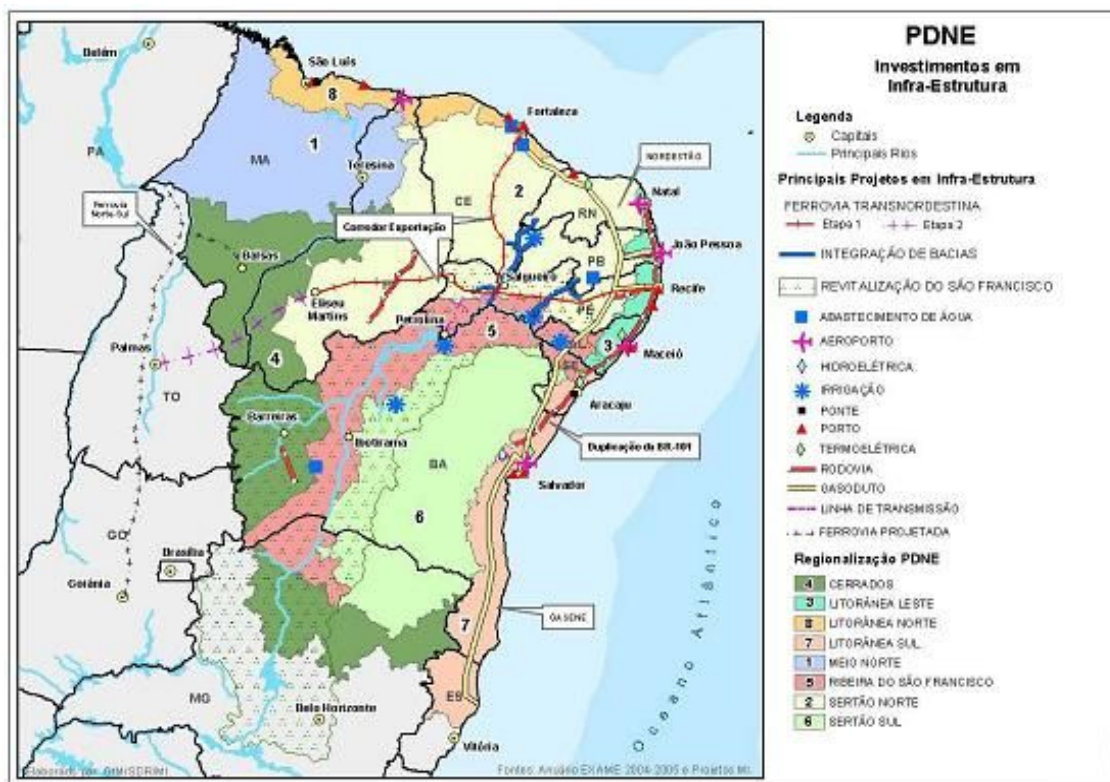 PDNE
Investimentos em
Infra-Estrutura
Legenda
Capitais
Principais Rios
Principais Projetos em Infra-Estrutura
FERROVIA TRANSNORDESTINA
Etapa 1
Etapa 2
INTEGRAÇÃO DE BACIAS
REVITALIZAÇÃO DO SÃO FRANCISCO
ABASTECIMENTO DE ÁGUA
AEROPORTO
HIDROELÉTRICA
IRRIGAÇÃO
PONTE
PORTO
TERMOELÉTRICA
RODOVIA
GASODUTO
LINHA DE TRANSMISSÃO
FERROVIA PROJETADA
Regionalização PDNE
4 CERRADOS
3 LITORÂNEA LESTE
8 LITORÂNEA NORTE
7 LITORÂNEA SUL
1 MEIO NORTE
5 RIBEIRA DO SÃO FRANCISCO
2 SERTÃO NORTE
6 SERTÃO SUL
Belém
São Luís
8
Fortaleza
PA
MA
1
Teresina
CE
2
NORDESTÃO
Natal
RN
Ferrovia
Norte-Sul
Corredor Exportação
João Pessoa
PB
Balsas
Salgueiro
Recife
Eliseu
Martins
PE
Petrolina
5
3
Maceió
Palmas
4
TO
SE
Aracaju
Barreiras
Ibotirama
Duplicação da BR-101
BA
Salvador
6
GO
Brasília
Goiânia
GASENE
7
MG
ES
Belo Horizonte
Vitória
Oceano Atlântico
Elaborado por GIM/SDR/MI
Fontes: Anuário EXAME 2004-2005 e Projetos MI.